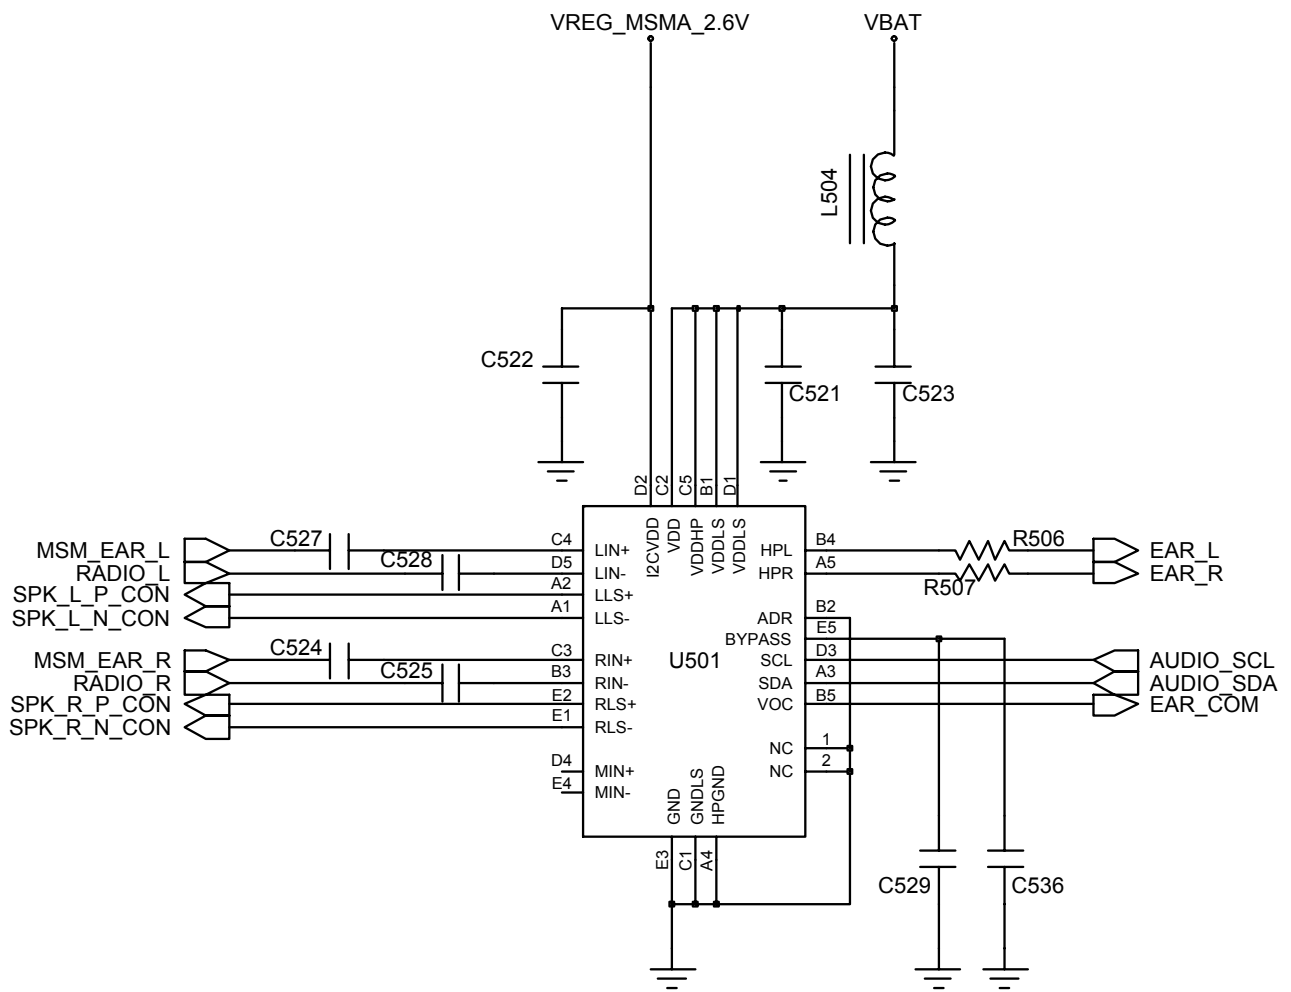 VREG_MSMA_2.6V
VBAT
L504
C522
C521
C523
D2
C2
C5
B1
D1
I2CVDD
VDD
VDDHP
VDDLS
VDDLS
MSM_EAR_L
C527
C4
LIN+
RADIO_L
C528
D5
LIN-
SPK_L_P_CON
A2
LLS+
SPK_L_N_CON
A1
LLS-
MSM_EAR_R
C524
C3
RIN+
RADIO_R
C525
B3
RIN-
SPK_R_P_CON
E2
RLS+
SPK_R_N_CON
E1
RLS-
D4
MIN+
E4
MIN-
U501
HPL
B4
R506
EAR_L
HPR
A5
R507
EAR_R
ADR
B2
BYPASS
E5
SCL
D3
AUDIO_SCL
SDA
A3
AUDIO_SDA
VOC
B5
EAR_COM
NC
1
NC
2
GND
GNDLS
HPGND
E3
C1
A4
C529
C536